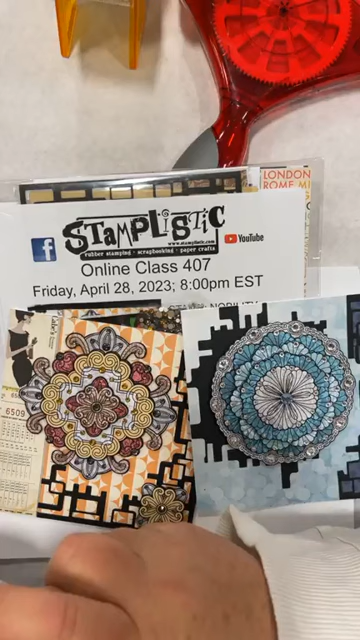 LONDON
ROME MI
STAMPLISTIC
www.stamplistic.com
rubber stamping • scrapbooking • paper crafts
f
YouTube
Online Class 407
Friday, April 28, 2023; 8:00pm EST
6509